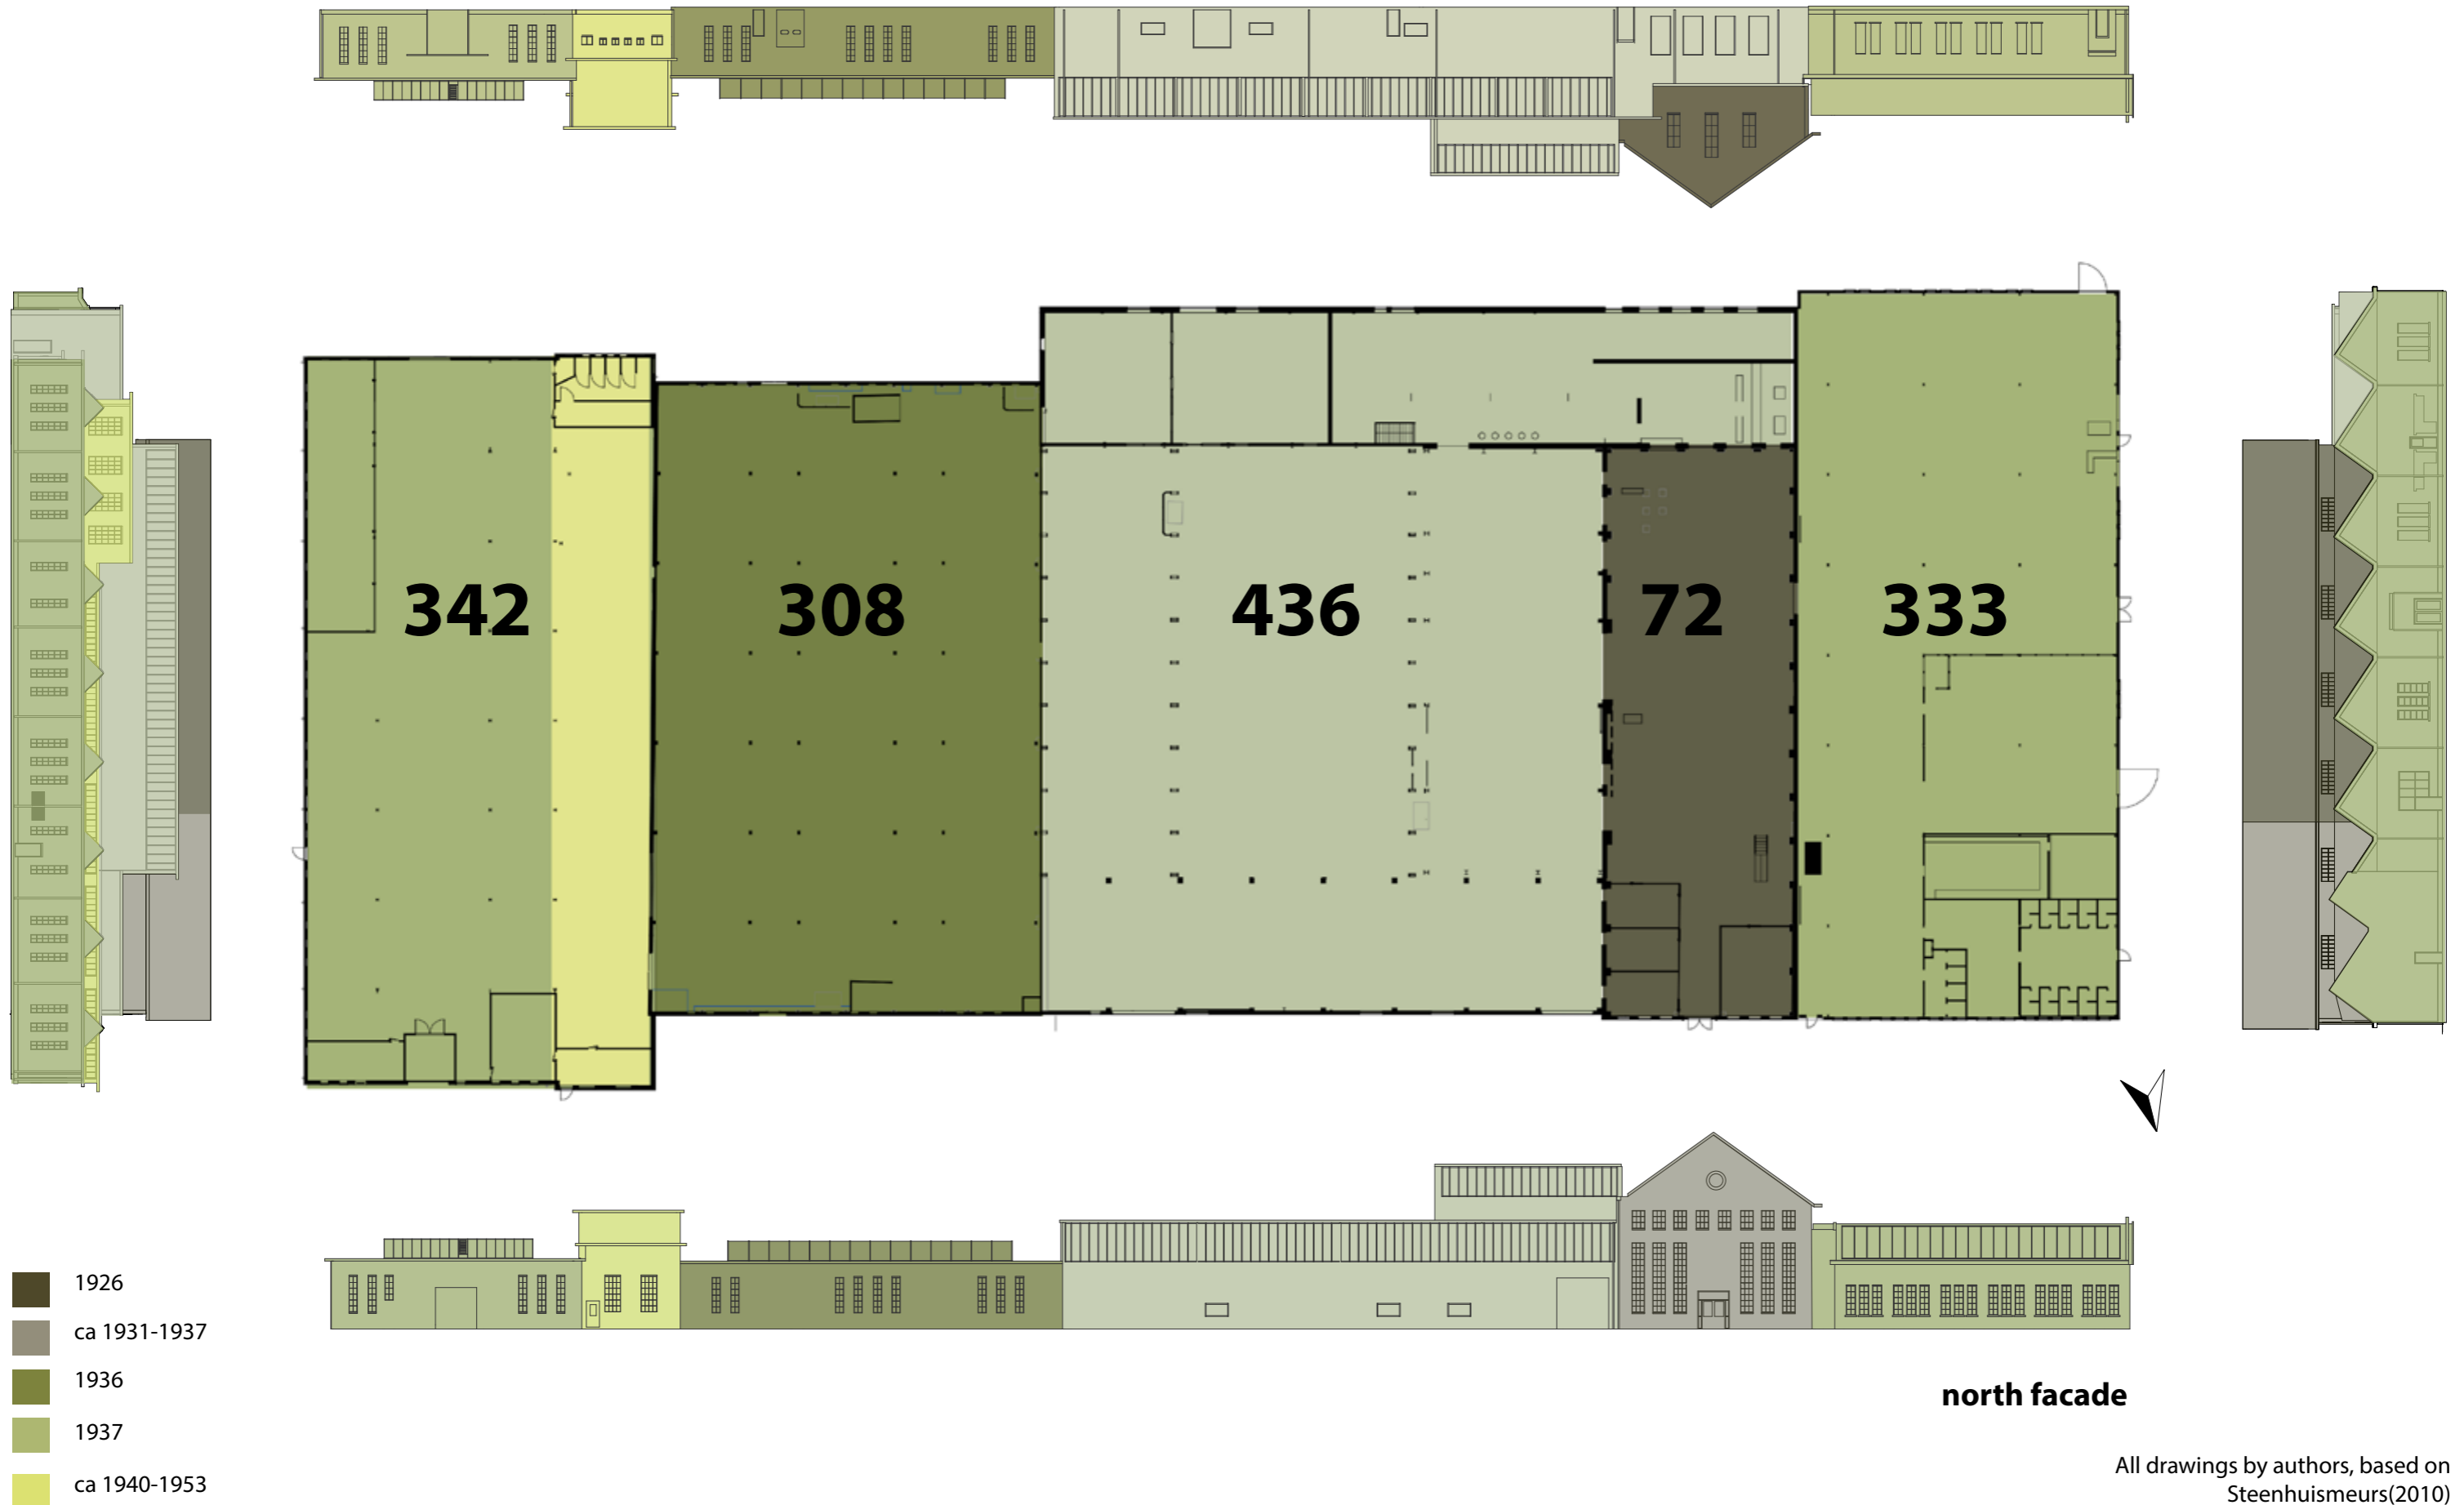 342
308
436
72
333
1926
ca 1931-1937
1936
1937
ca 1940-1953
north facade
All drawings by authors, based on
Steenhuismeurs(2010)